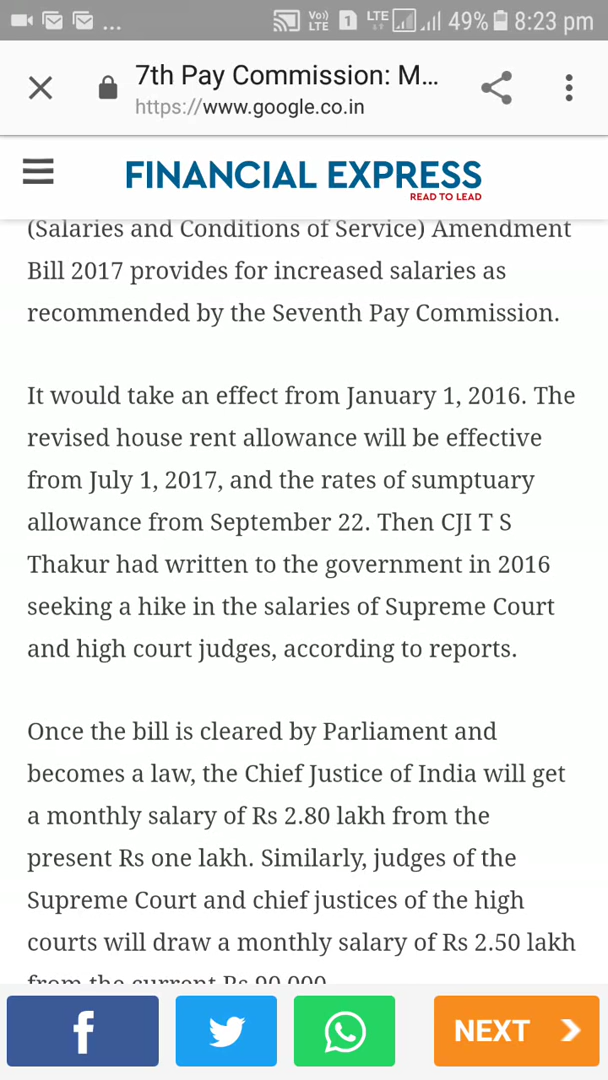 Vo))
LTE
1
LTE
49%
8:23 pm
7th Pay Commission: M...
https://www.google.co.in
FINANCIAL EXPRESS
READ TO LEAD
(Salaries and Conditions of Service) Amendment
Bill 2017 provides for increased salaries as
recommended by the Seventh Pay Commission.
It would take an effect from January 1, 2016. The
revised house rent allowance will be effective
from July 1, 2017, and the rates of sumptuary
allowance from September 22. Then CJI T S
Thakur had written to the government in 2016
seeking a hike in the salaries of Supreme Court
and high court judges, according to reports.
Once the bill is cleared by Parliament and
becomes a law, the Chief Justice of India will get
a monthly salary of Rs 2.80 lakh from the
present Rs one lakh. Similarly, judges of the
Supreme Court and chief justices of the high
courts will draw a monthly salary of Rs 2.50 lakh
from the current Rs 90,000
NEXT